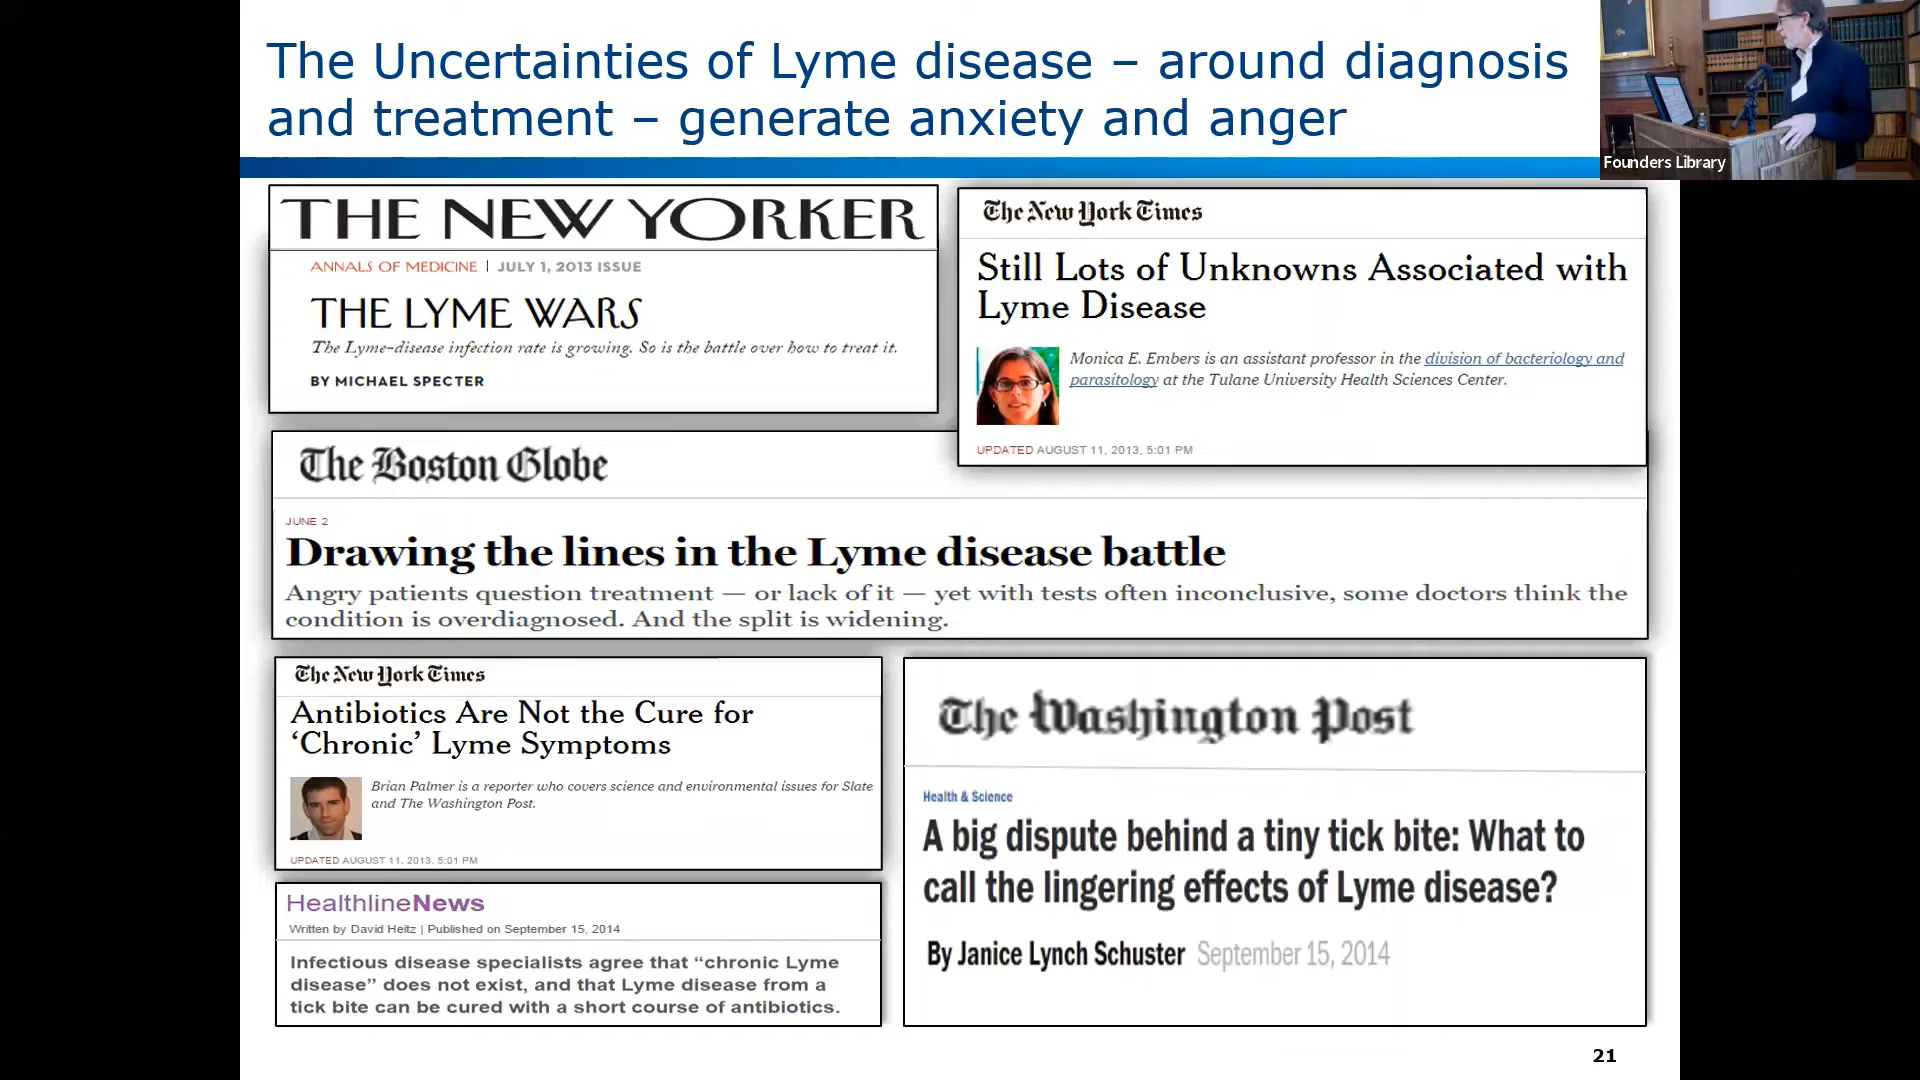 The Uncertainties of Lyme disease – around diagnosis
and treatment – generate anxiety and anger
Founders Library
THE NEW YORKER
ANNALS OF MEDICINE | JULY 1, 2013 ISSUE
THE LYME WARS
The Lyme-disease infection rate is growing. So is the battle over how to treat it.
BY MICHAEL SPECTER
The New York Times
Still Lots of Unknowns Associated with
Lyme Disease
Monica E. Embers is an assistant professor in the division of bacteriology and
parasitology at the Tulane University Health Sciences Center.
UPDATED AUGUST 11, 2013, 5:01 PM
The Boston Globe
JUNE 2
Drawing the lines in the Lyme disease battle
Angry patients question treatment — or lack of it — yet with tests often inconclusive, some doctors think the
condition is overdiagnosed. And the split is widening.
The New York Times
Antibiotics Are Not the Cure for
‘Chronic’ Lyme Symptoms
Brian Palmer is a reporter who covers science and environmental issues for Slate
and The Washington Post.
UPDATED AUGUST 11, 2013, 5:01 PM
HealthlineNews
Written by David Heitz | Published on September 15, 2014
Infectious disease specialists agree that “chronic Lyme
disease” does not exist, and that Lyme disease from a
tick bite can be cured with a short course of antibiotics.
The Washington Post
Health & Science
A big dispute behind a tiny tick bite: What to
call the lingering effects of Lyme disease?
By Janice Lynch Schuster September 15, 2014
21